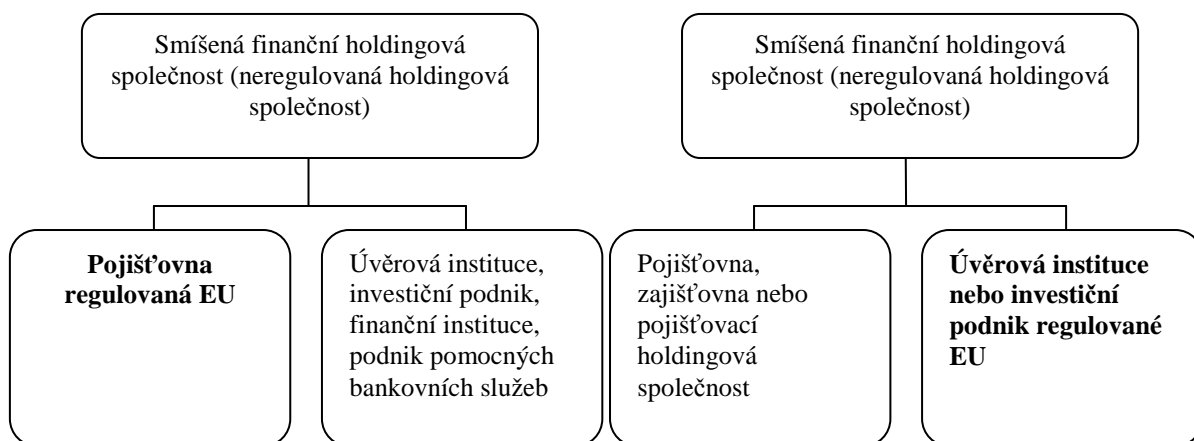 Smíšená finanční holdingová
společnost (neregulovaná holdingová
společnost)
Smíšená finanční holdingová
společnost (neregulovaná holdingová
společnost)
Pojišťovna
regulovaná EU
Úvěrová instituce,
investiční podnik,
finanční instituce,
podnik pomocných
bankovních služeb
Pojišťovna,
zajišťovna nebo
pojišťovací
holdingová
společnost
Úvěrová instituce
nebo investiční
podnik regulované
EU